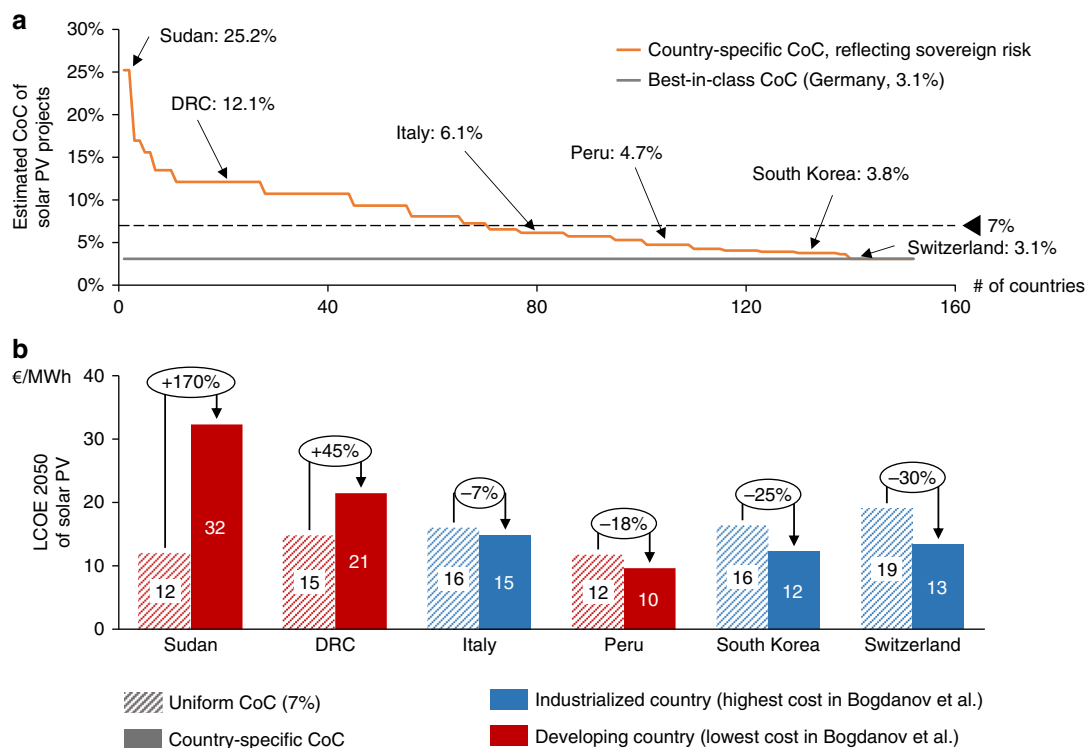 a
30%
25%
20%
15%
10%
5%
0%
Estimated CoC of
solar PV projects
Sudan: 25.2%
DRC: 12.1%
Italy: 6.1%
Peru: 4.7%
South Korea: 3.8%
Switzerland: 3.1%
Country-specific CoC, reflecting sovereign risk
Best-in-class CoC (Germany, 3.1%)
7%
# of countries
0
40
80
120
160
b
€/MWh
40
30
20
10
0
LCOE 2050
of solar PV
+170%
+45%
–7%
–18%
–25%
–30%
12
32
15
21
16
15
12
10
16
12
19
13
Sudan
DRC
Italy
Peru
South Korea
Switzerland
Uniform CoC (7%)
Country-specific CoC
Industrialized country (highest cost in Bogdanov et al.)
Developing country (lowest cost in Bogdanov et al.)